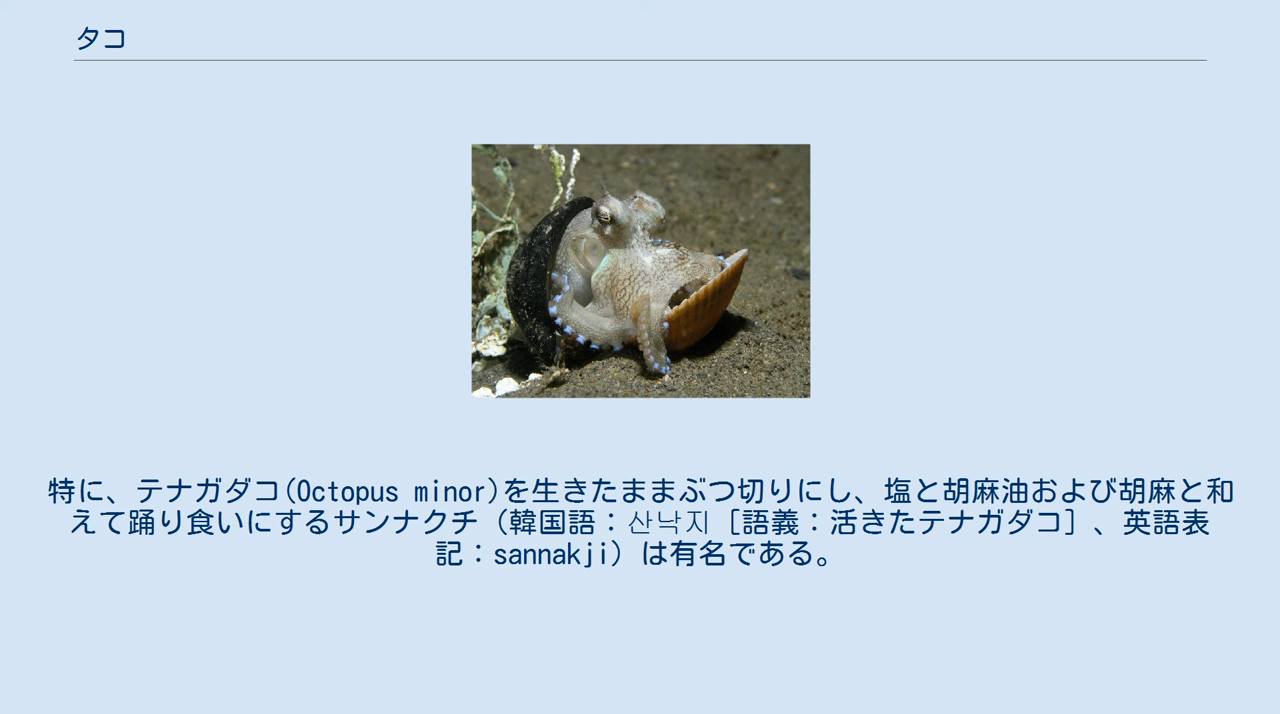 タコ
特に、テナガダコ(Octopus minor)を生きたままぶつ切りにし、塩と胡麻油および胡麻と和
えて踊り食いにするサンナクチ（韓国語：산낙지［語義：活きたテナガダコ］、英語表
記：sannakji）は有名である。